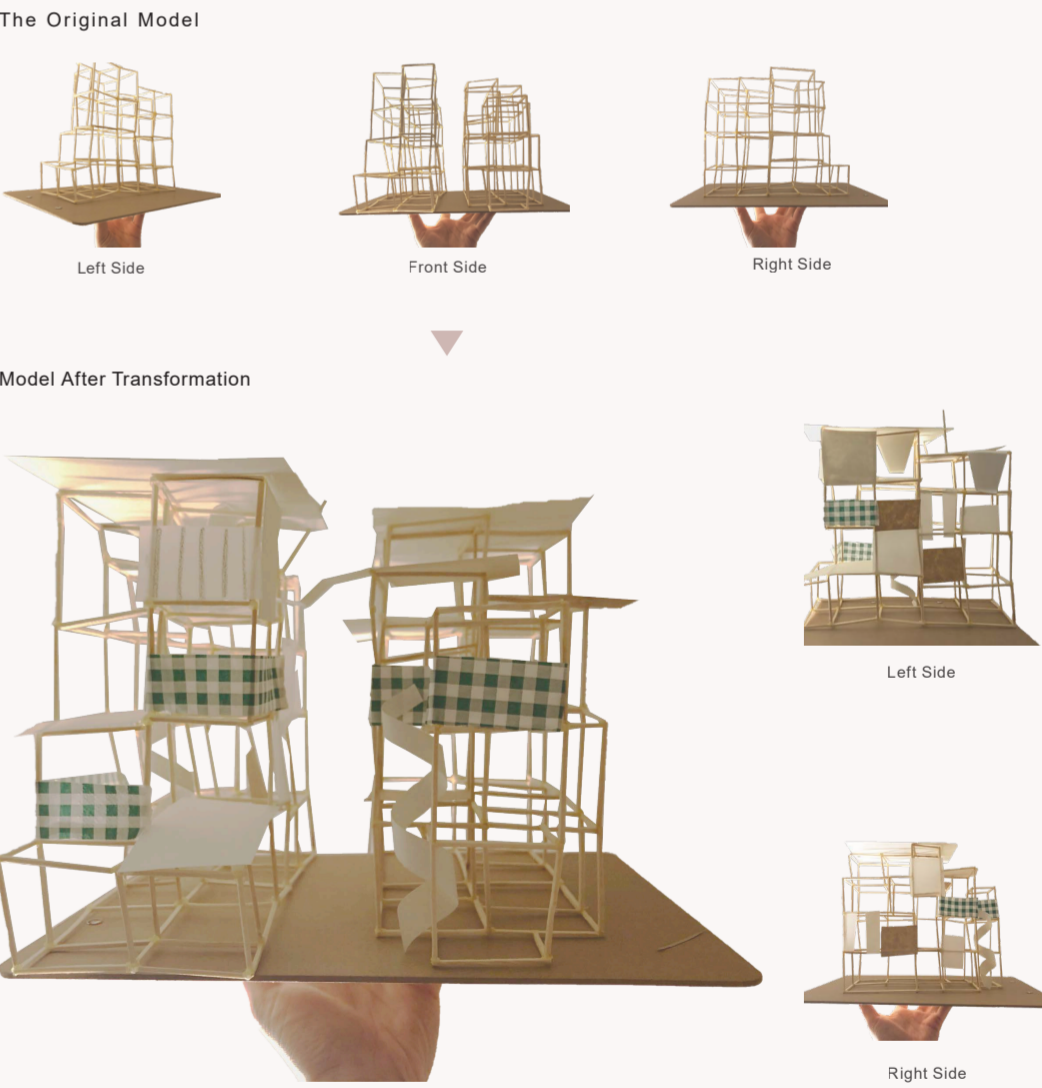 The Original Model
Left Side
Front Side
Right Side
Model After Transformation
Left Side
Right Side